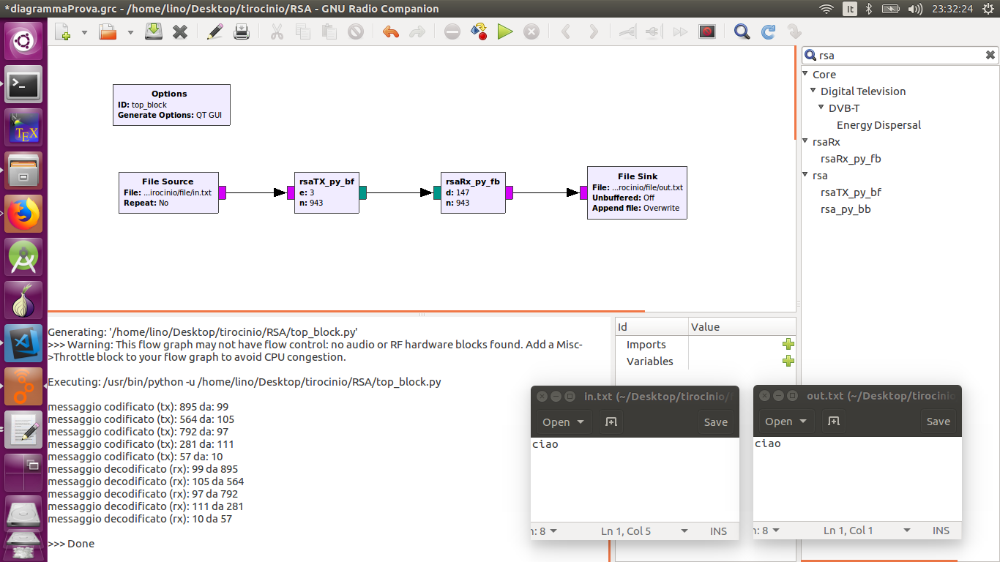 *diagrammaProva.grc - /home/lino/Desktop/tirocinio/RSA - GNU Radio Companion
It
23:32:24
rsa
Core
Digital Television
DVB-T
Energy Dispersal
rsaRx
rsaRx_py_fb
rsa
rsaTX_py_bf
rsa_py_bb
Options
ID: top_block
Generate Options: QT GUI
File Source
File: ...irocinio/file/in.txt
Repeat: No
rsaTX_py_bf
e: 3
n: 943
rsaRx_py_fb
d: 147
n: 943
File Sink
File: ...rocinio/file/out.txt
Unbuffered: Off
Append file: Overwrite
TEX
Generating: '/home/lino/Desktop/tirocinio/RSA/top_block.py'
>>> Warning: This flow graph may not have flow control: no audio or RF hardware blocks found. Add a Misc-
>Throttle block to your flow graph to avoid CPU congestion.
Executing: /usr/bin/python -u /home/lino/Desktop/tirocinio/RSA/top_block.py
messaggio codificato (tx): 895 da: 99
messaggio codificato (tx): 564 da: 105
messaggio codificato (tx): 792 da: 97
messaggio codificato (tx): 281 da: 111
messaggio codificato (tx): 57 da: 10
messaggio decodificato (rx): 99 da 895
messaggio decodificato (rx): 105 da 564
messaggio decodificato (rx): 97 da 792
messaggio decodificato (rx): 111 da 281
messaggio decodificato (rx): 10 da 57
>>> Done
Id Value
Imports
Variables
in.txt (~/Desktop/tirocinio/f
Open Save
ciao
n: 8 Ln 1, Col 5 INS
out.txt (~/Desktop/tirocinio
Open Save
ciao
: 8 Ln 1, Col 1 INS